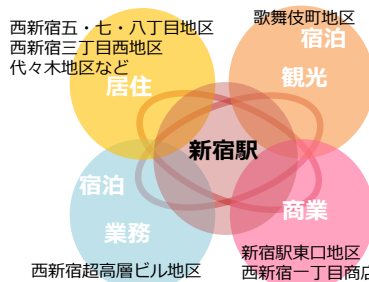 西新宿五・七・八丁目地区
西新宿三丁目西地区
代々木地区など
居住
歌舞伎町地区
宿泊
観光
新宿駅
宿泊
業務
西新宿超高層ビル地区
商業
新宿駅東口地区
西新宿一丁目商店